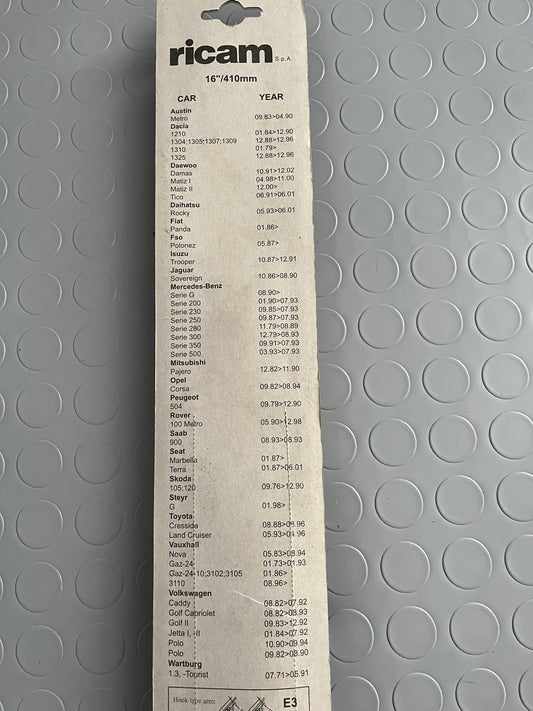 ricam S.p.A.
16"/410mm
CAR YEAR
Austin
Metro 09.83>04.90
Dacia
1210 01.84>12.90
1304;1305;1307;1309 12.88>12.96
1310 01.79>
1325 12.88>12.96
Daewoo
Damas 10.91>12.02
Matiz I 04.98>11.00
Matiz II 12.00>
Tico 06.91>06.01
Daihatsu
Rocky 05.93>06.01
Fiat
Panda 01.86>
Fso
Polonez 05.87>
Isuzu
Trooper 10.87>12.91
Jaguar
Sovereign 10.86>08.90
Mercedes-Benz
Serie G 08.90>
Serie 200 01.90>07.93
Serie 230 09.85>07.93
Serie 250 09.87>07.93
Serie 280 11.79>08.89
Serie 300 12.79>08.93
Serie 350 09.91>07.93
Serie 500 03.93>07.93
Mitsubishi
Pajero 12.82>11.90
Opel
Corsa 09.82>08.94
Peugeot
504 09.79>12.90
Rover
100 Metro 05.90>12.98
Saab
900 08.93>08.93
Seat
Marbella 01.87>
Terra 01.87>06.01
Skoda
105;120 09.76>12.90
Steyr
G 01.98>
Toyota
Cressida 08.88>09.96
Land Cruiser 05.93>04.96
Vauxhall
Nova 05.83>08.94
Gaz-24 01.73>01.93
Gaz-24-10;3102;3105 01.86>
3110 08.96>
Volkswagen
Caddy 08.82>07.92
Golf Cabriolet 08.82>08.93
Golf II 09.83>12.92
Jetta I, -II 01.84>07.92
Polo 10.90>09.94
Polo 09.82>08.90
Wartburg
1.3, -Tourist 07.71>05.91
Hook type arm: E3